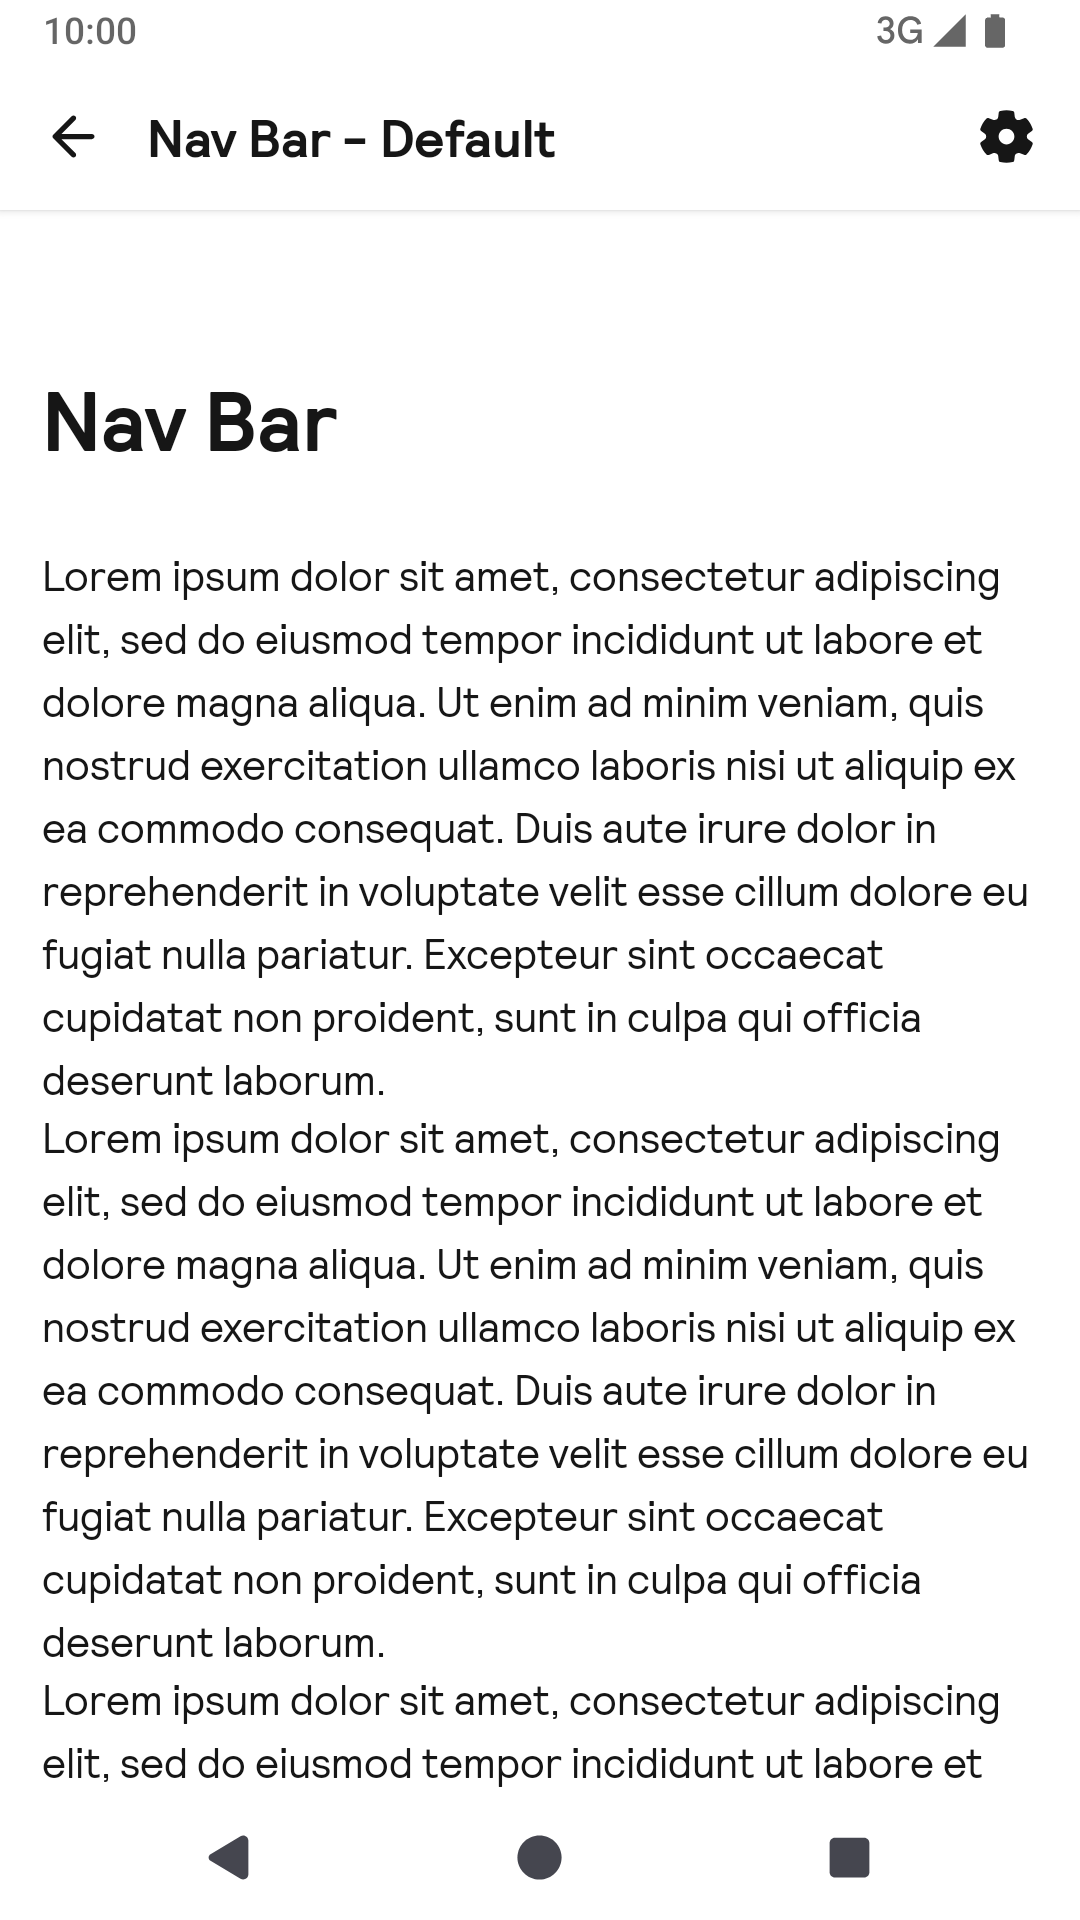 10:00 3G
Nav Bar - Default
Nav Bar
Lorem ipsum dolor sit amet, consectetur adipiscing
elit, sed do eiusmod tempor incididunt ut labore et
dolore magna aliqua. Ut enim ad minim veniam, quis
nostrud exercitation ullamco laboris nisi ut aliquip ex
ea commodo consequat. Duis aute irure dolor in
reprehenderit in voluptate velit esse cillum dolore eu
fugiat nulla pariatur. Excepteur sint occaecat
cupidatat non proident, sunt in culpa qui officia
deserunt laborum.
Lorem ipsum dolor sit amet, consectetur adipiscing
elit, sed do eiusmod tempor incididunt ut labore et
dolore magna aliqua. Ut enim ad minim veniam, quis
nostrud exercitation ullamco laboris nisi ut aliquip ex
ea commodo consequat. Duis aute irure dolor in
reprehenderit in voluptate velit esse cillum dolore eu
fugiat nulla pariatur. Excepteur sint occaecat
cupidatat non proident, sunt in culpa qui officia
deserunt laborum.
Lorem ipsum dolor sit amet, consectetur adipiscing
elit, sed do eiusmod tempor incididunt ut labore et